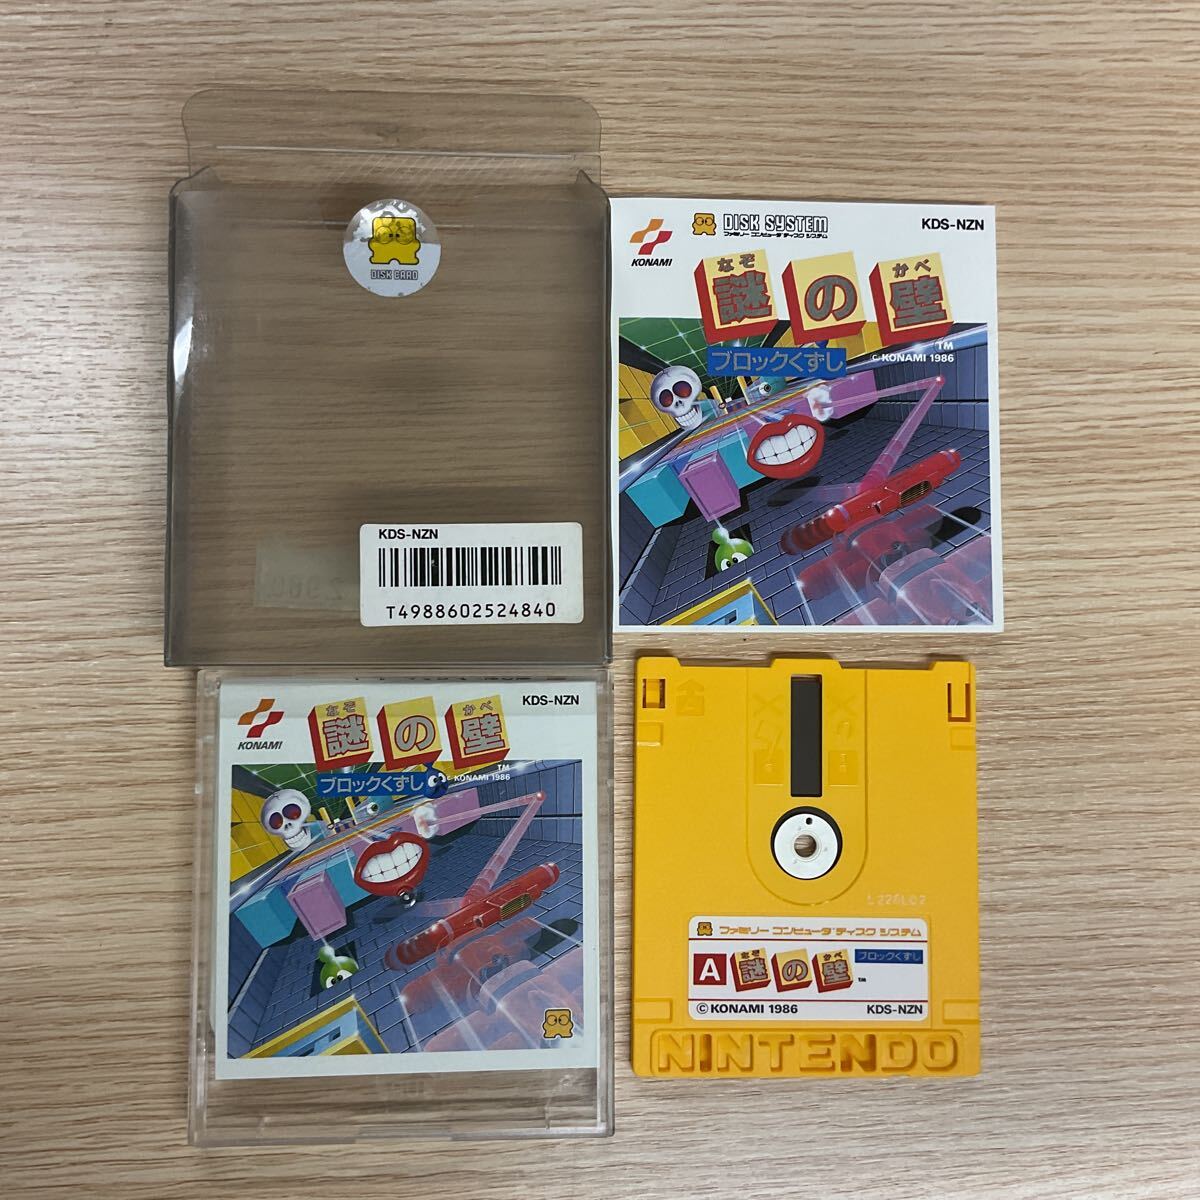 DISK CARD
KDS-NZN
T4988602524840
KONAMI
DISK SYSTEM
ファミリー コンピュータ ディスク システム
KDS-NZN
なぞ
かべ
謎の壁
TM
ブロックくずし
© KONAMI 1986
KONAMI
KDS-NZN
なぞ
かべ
謎の壁
TM
ブロックくずし
© KONAMI 1986
L226L02
ファミリー コンピュータ ディスク システム
A
なぞ
かべ
謎の壁
TM
ブロックくずし
© KONAMI 1986
KDS-NZN
NINTENDO